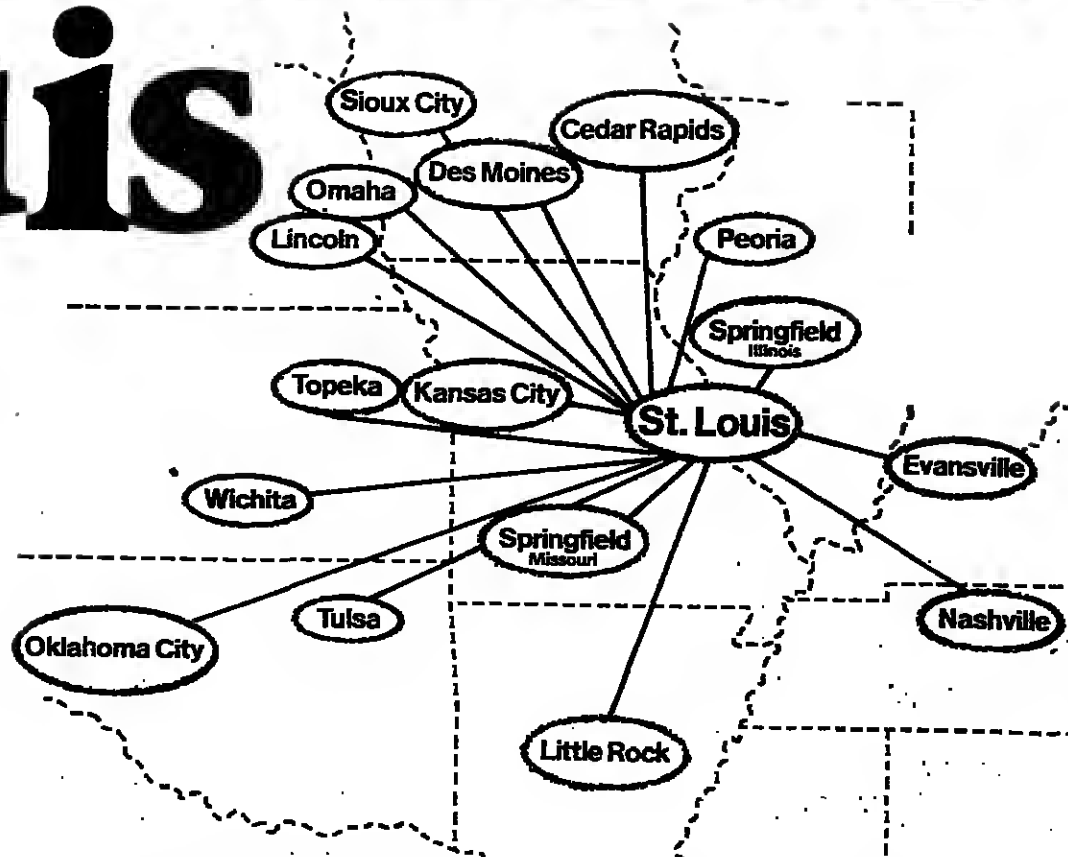 uis
Sioux City
Cedar Rapids
Des Moines
Omaha
Lincoln
Peoria
Springfield
Illinois
Topeka
Kansas City
St. Louis
Evansville
Wichita
Springfield
Missouri
Tulsa
Nashville
Oklahoma City
Little Rock